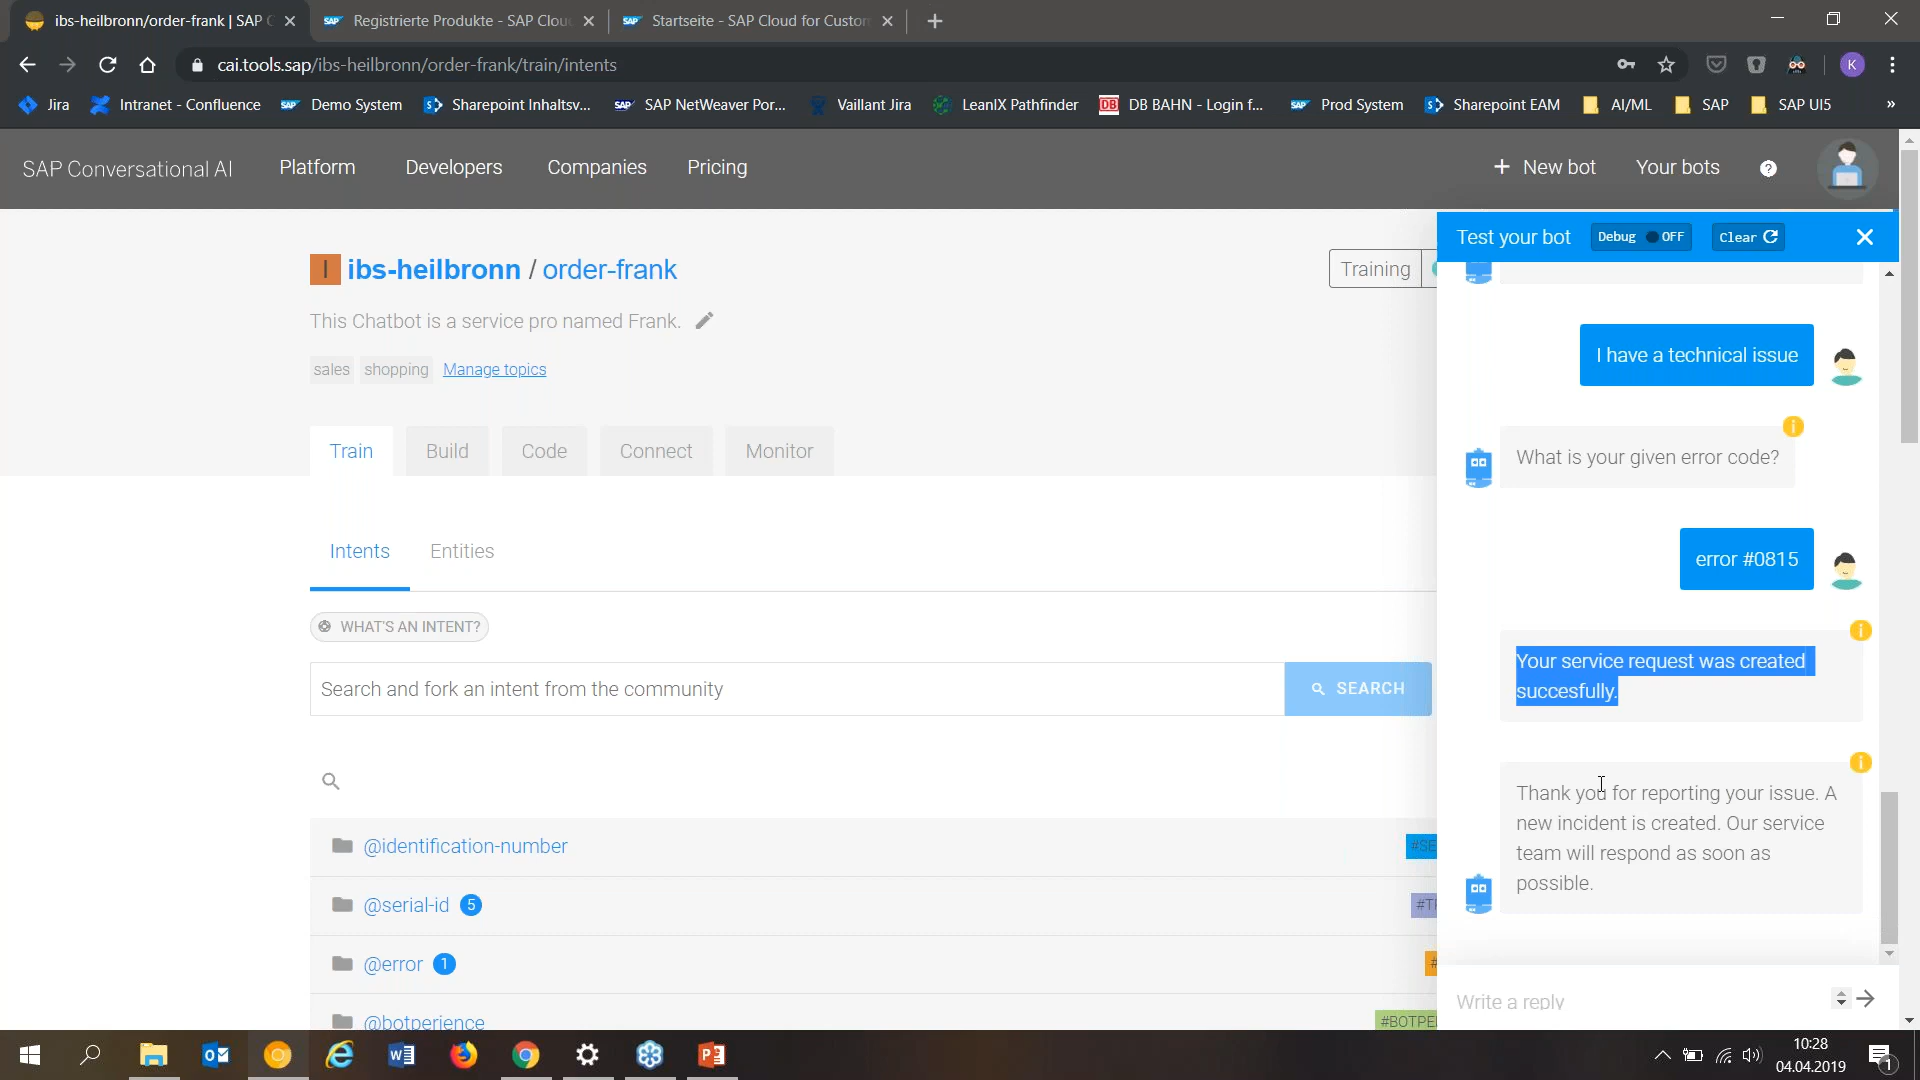 ibs-heilbronn/order-frank | SAP C
Registrierte Produkte - SAP Clou
Startseite - SAP Cloud for Custom
cai.tools.sap/ibs-heilbronn/order-frank/train/intents
K
Jira
Intranet - Confluence
SAP Demo System
Sharepoint Inhaltsv...
SAP NetWeaver Por...
Vaillant Jira
LeanIX Pathfinder
DB DB BAHN - Login f...
SAP Prod System
Sharepoint EAM
AI/ML
SAP
SAP UI5
»
SAP Conversational AI
Platform
Developers
Companies
Pricing
+ New bot
Your bots
?
I ibs-heilbronn / order-frank
Training
This Chatbot is a service pro named Frank.
sales shopping Manage topics
Train
Build
Code
Connect
Monitor
Intents
Entities
WHAT'S AN INTENT?
Search and fork an intent from the community
SEARCH
@identification-number
#SE
@serial-id 5
#TF
@error 1
#
@botperience
#BOTPE
Test your bot
Debug OFF
Clear
I have a technical issue
What is your given error code?
error #0815
Your service request was created
succesfully.
Thank you for reporting your issue. A
new incident is created. Our service
team will respond as soon as
possible.
Write a reply
10:28
04.04.2019
1